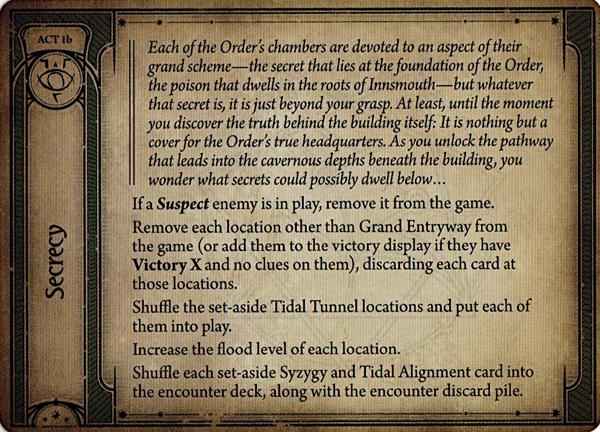 ACT 1b
Secrecy
Each of the Order's chambers are devoted to an aspect of their
grand scheme—the secret that lies at the foundation of the Order,
the poison that dwells in the roots of Innsmouth—but whatever
that secret is, it is just beyond your grasp. At least, until the moment
you discover the truth behind the building itself: It is nothing but a
cover for the Order's true headquarters. As you unlock the pathway
that leads into the cavernous depths beneath the building, you
wonder what secrets could possibly dwell below…
If a Suspect enemy is in play, remove it from the game.
Remove each location other than Grand Entryway from
the game (or add them to the victory display if they have
Victory X and no clues on them), discarding each card at
those locations.
Shuffle the set-aside Tidal Tunnel locations and put each of
them into play.
Increase the flood level of each location.
Shuffle each set-aside Syzygy and Tidal Alignment card into
the encounter deck, along with the encounter discard pile.